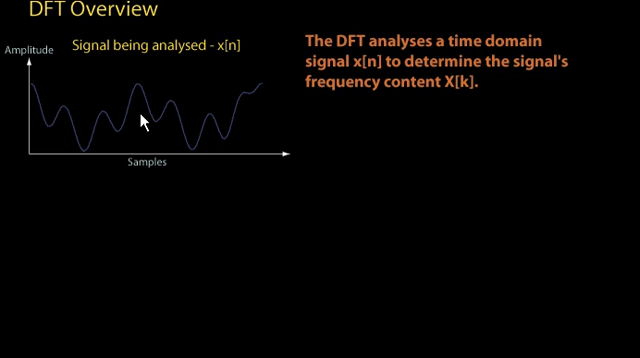 DFT Overview
Amplitude
Signal being analysed - x[n]
Samples
The DFT analyses a time domain
signal x[n] to determine the signal's
frequency content X[k].